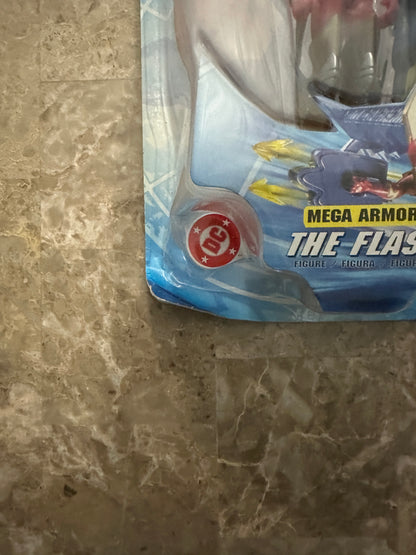 DC
MEGA ARMOR
THE FLAS
FIGURE / FIGURA / FIGU